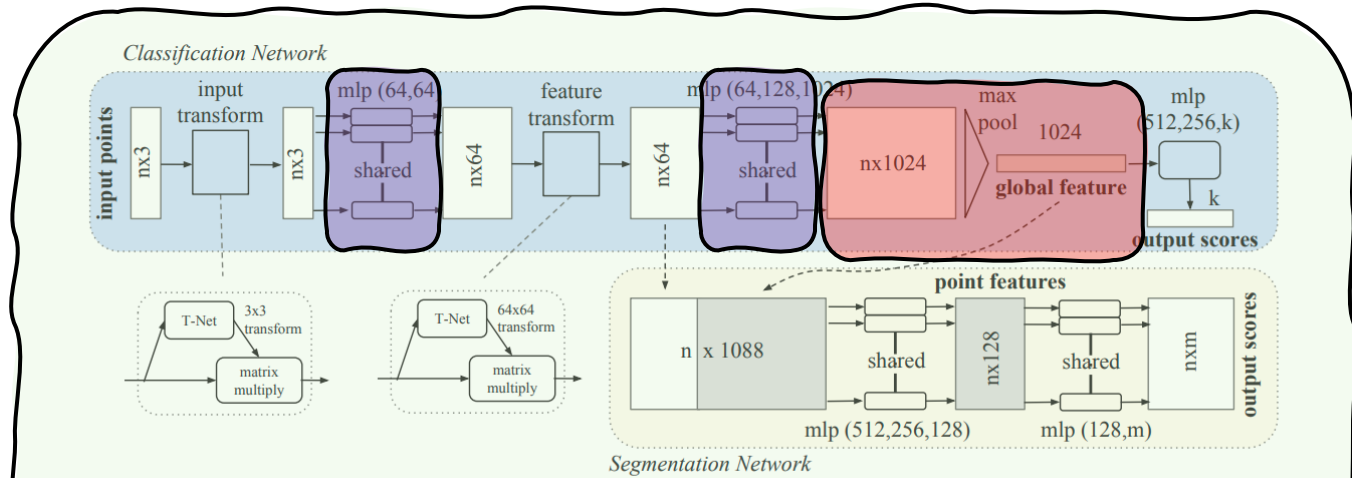 Classification Network
input points
nx3
input
transform
nx3
mlp (64,64
shared
nx64
feature
transform
nx64
mlp (64,128,1024)
shared
nx1024
max
pool
1024
global feature
mlp
(512,256,k)
k
output scores
T-Net
3x3
transform
matrix
multiply
T-Net
64x64
transform
matrix
multiply
point features
n x 1088
shared
mlp (512,256,128)
nx128
shared
mlp (128,m)
nxm
output scores
Segmentation Network